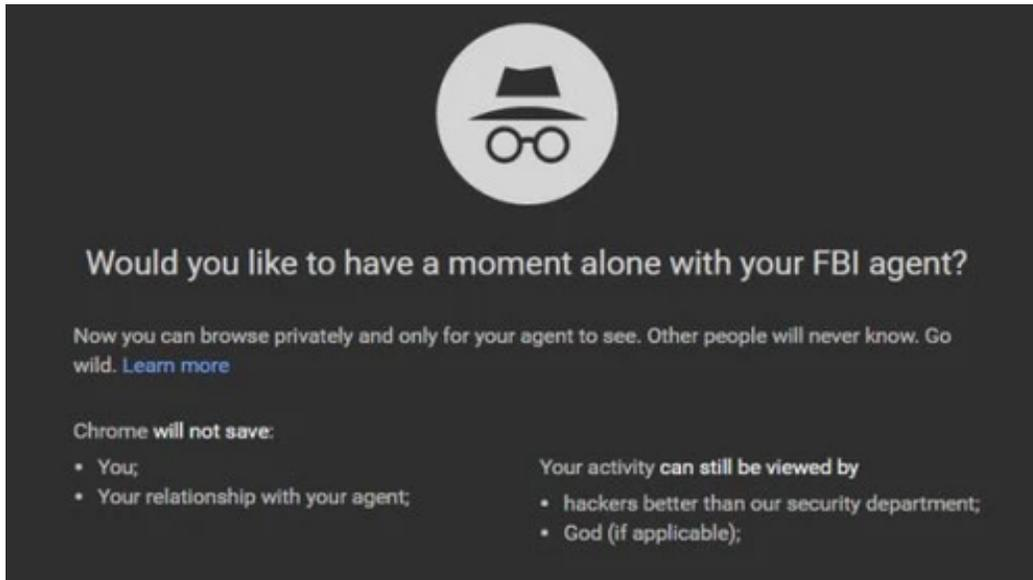 Would you like to have a moment alone with your FBI agent?
Now you can browse privately and only for your agent to see. Other people will never know. Go
wild. Learn more
Chrome will not save:
• You;
• Your relationship with your agent;
Your activity can still be viewed by
• hackers better than our security department;
• God (if applicable);